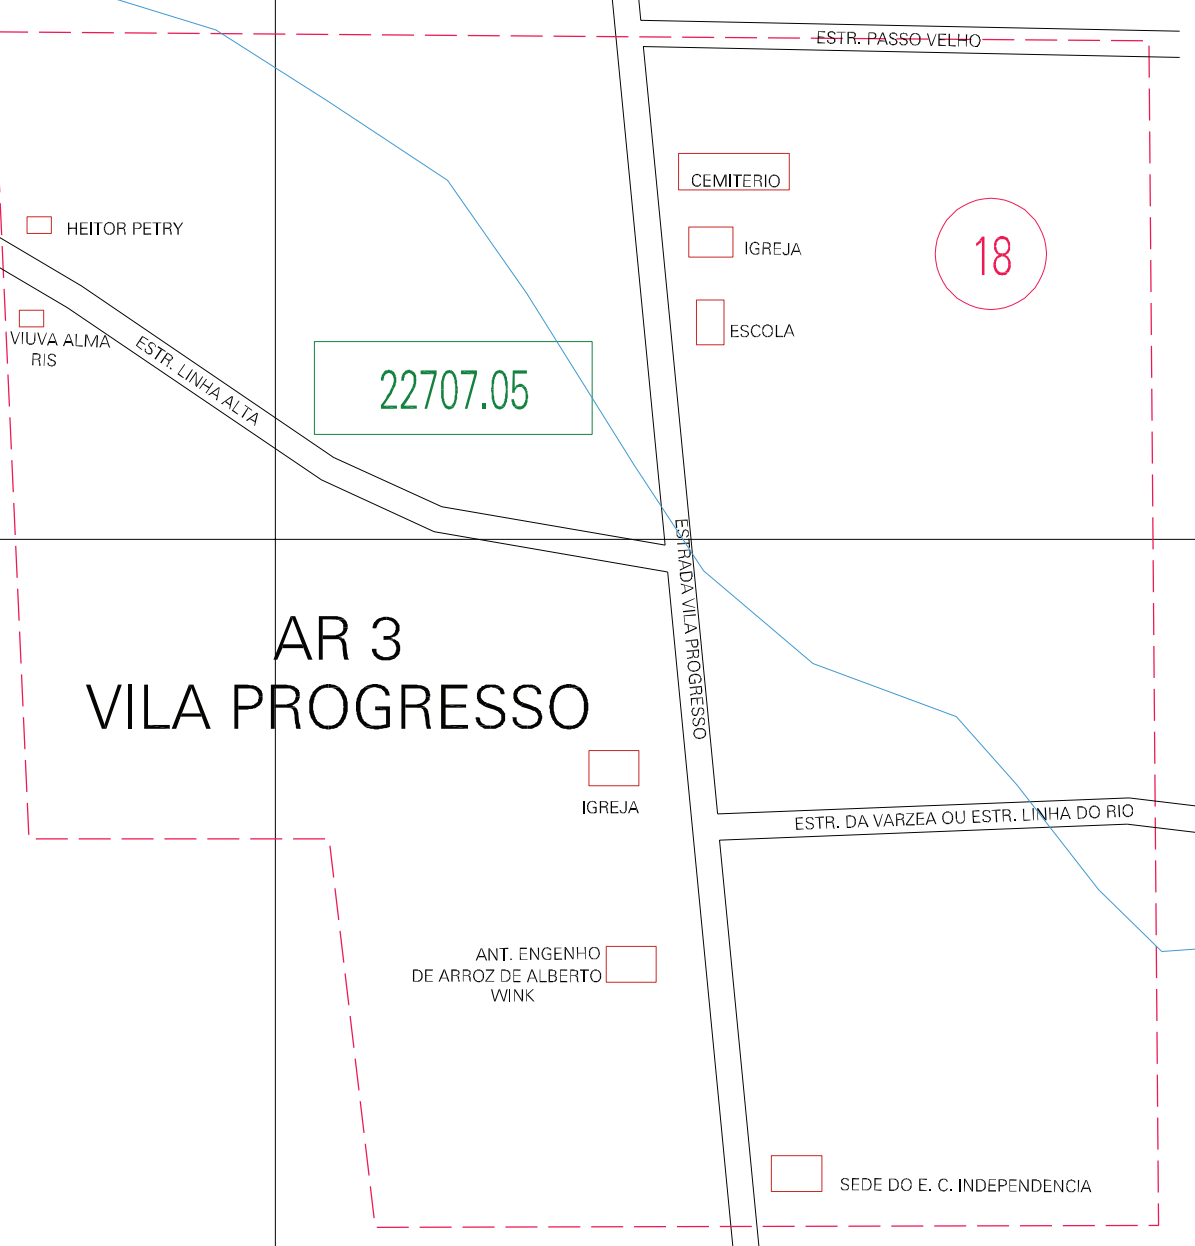 ESTR. PASSO VELHO
CEMITERIO
HEITOR PETRY
IGREJA
18
VIUVA ALMA
RIS
ESCOLA
ESTR. LINHA ALTA
22707.05
ESTRADA VILA PROGRESSO
AR 3
VILA PROGRESSO
IGREJA
ESTR. DA VARZEA OU ESTR. LINHA DO RIO
ANT. ENGENHO
DE ARROZ DE ALBERTO
WINK
SEDE DO E. C. INDEPENDENCIA